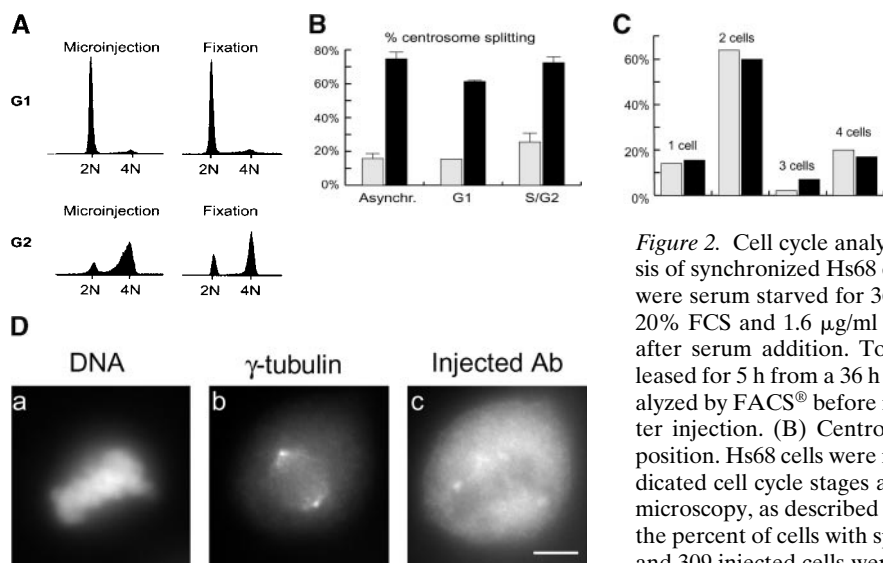 A
Microinjection Fixation
G1
2N 4N 2N 4N
Microinjection Fixation
G2
2N 4N 2N 4N
B
% centrosome splitting
80%
60%
40%
20%
0%
Asynchr. G1 S/G2
C
2 cells
60%
1 cell
3 cells
4 cells
20%
0%
D
DNA γ-tubulin Injected Ab
a b c
Figure 2. Cell cycle analy
sis of synchronized Hs68
were serum starved for 36
20% FCS and 1.6 μg/ml
after serum addition. To
leased for 5 h from a 36 h
alyzed by FACS® before
ter injection. (B) Centro
position. Hs68 cells were
dicated cell cycle stages a
microscopy, as described
the percent of cells with s
and 309 injected cells were